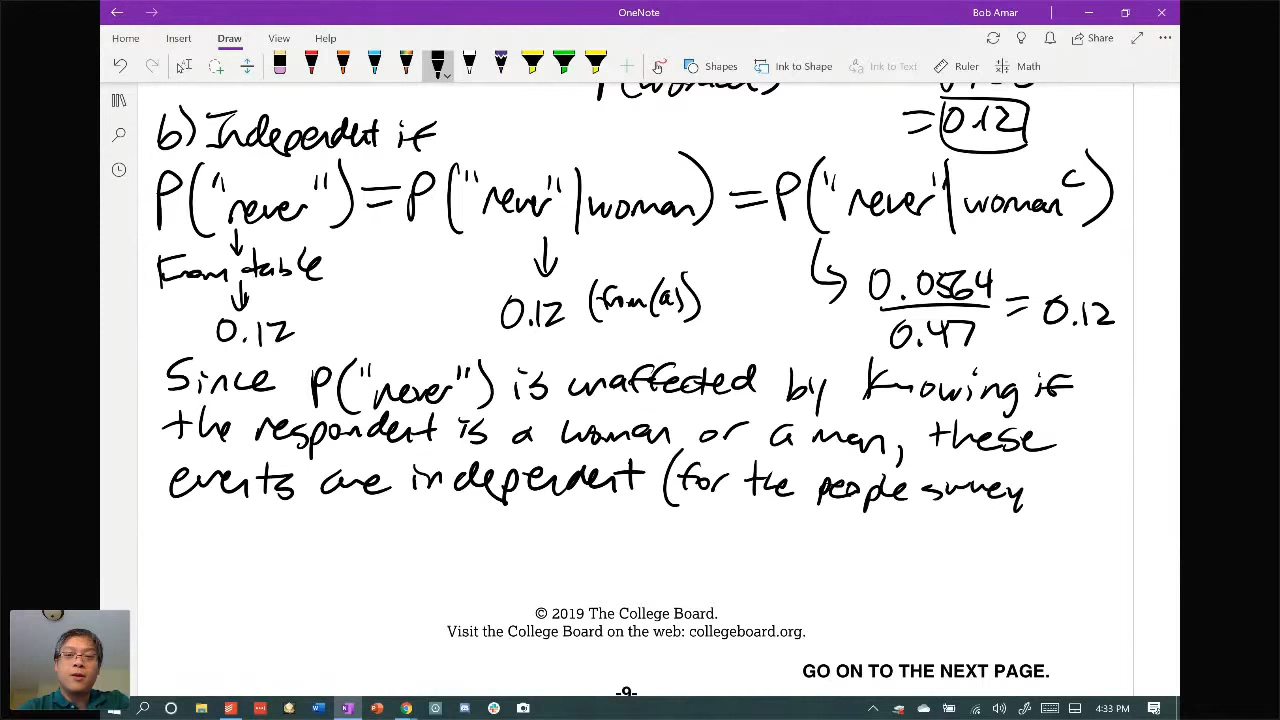 OneNote
Bob Amar
Home Insert Draw View Help
Share
Shapes Ink to Shape Ink to Text Ruler Math
= 0.12
b) Independent if
P("never") = P("never" | woman) = P("never" | woman^c)
From table
0.12
0.12 (from (a))
0.0564
0.47
= 0.12
Since P("never") is unaffected by knowing if
the respondent is a woman or a man, these
events are independent (for the people survey
© 2019 The College Board.
Visit the College Board on the web: collegeboard.org.
GO ON TO THE NEXT PAGE.
-9-
4:33 PM